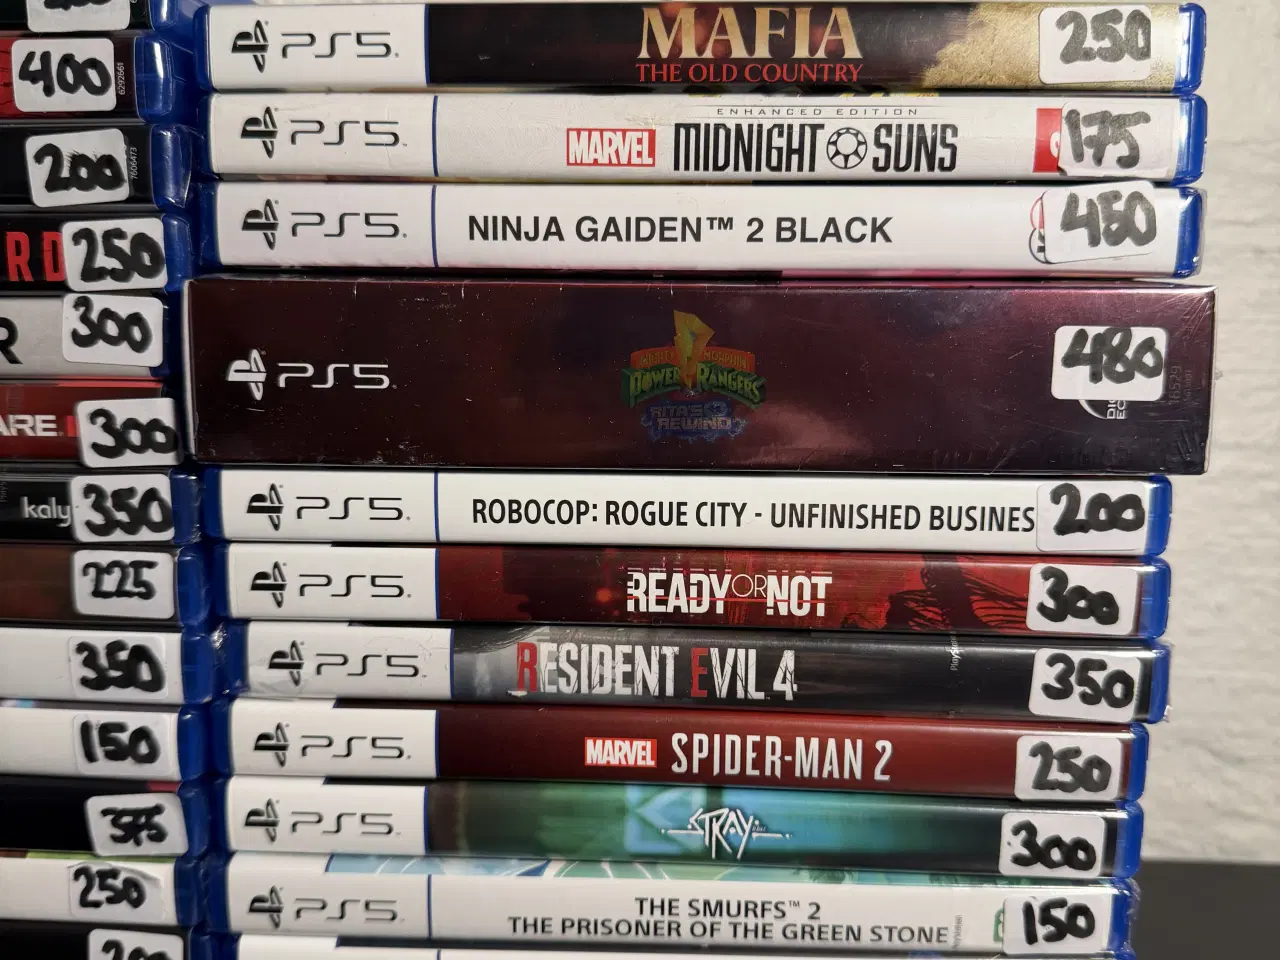 400
6292661
200
7606473
RD 250
R 300
ARE. 300
kaly 350
225
350
150
375
250
PS5.
MAFIA
THE OLD COUNTRY
250
PS5.
ENHANCED EDITION
MARVEL MIDNIGHT SUNS
175
PS5.
NINJA GAIDEN™ 2 BLACK
450
PS5.
MIGHTY MORPHIN
POWER RANGERS
RITA'S
REWIND
480
PS5.
ROBOCOP: ROGUE CITY - UNFINISHED BUSINES
200
PS5.
READY OR NOT
300
PS5.
RESIDENT EVIL 4
350
PS5.
MARVEL SPIDER-MAN 2
250
PS5.
STRAY
300
PS5.
THE SMURFS™ 2
THE PRISONER OF THE GREEN STONE
150